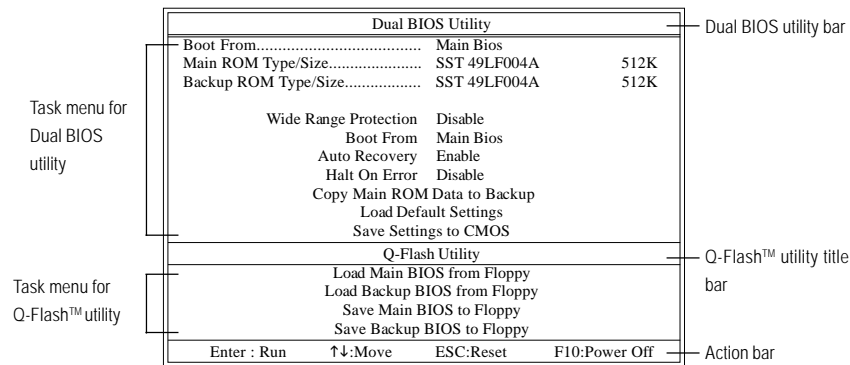 Dual BIOS Utility
Dual BIOS utility bar
Boot From...................................... Main Bios
Main ROM Type/Size..................... SST 49LF004A 512K
Backup ROM Type/Size.................. SST 49LF004A 512K
Task menu for
Dual BIOS
utility
Wide Range Protection Disable
Boot From Main Bios
Auto Recovery Enable
Halt On Error Disable
Copy Main ROM Data to Backup
Load Default Settings
Save Settings to CMOS
Q-Flash Utility
Q-Flash™ utility title
bar
Task menu for
Q-Flash™ utility
Load Main BIOS from Floppy
Load Backup BIOS from Floppy
Save Main BIOS to Floppy
Save Backup BIOS to Floppy
Enter : Run ↑↓:Move ESC:Reset F10:Power Off
Action bar